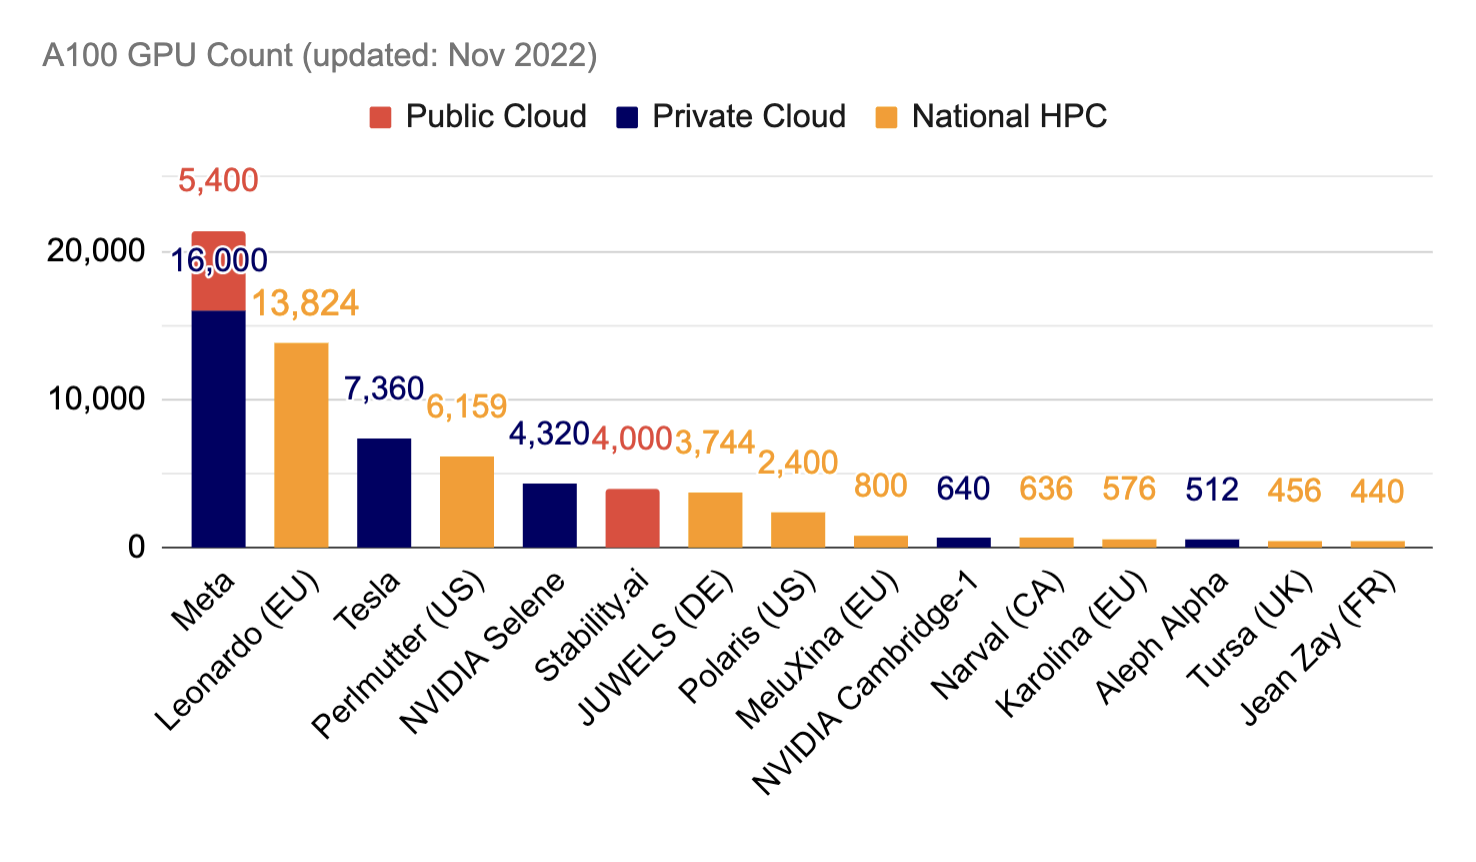 A100 GPU Count (updated: Nov 2022)
Public Cloud Private Cloud National HPC
5,400
20,000
16,000
13,824
7,360
10,000
6,159
4,320
4,000
3,744
2,400
800
640
636
576
512
456
440
0
Meta
Leonardo (EU)
Tesla
Perlmutter (US)
NVIDIA Selene
Stability.ai
JUWELS (DE)
Polaris (US)
MeluXina (EU)
NVIDIA Cambridge-1
Narval (CA)
Karolina (EU)
Aleph Alpha
Tursa (UK)
Jean Zay (FR)